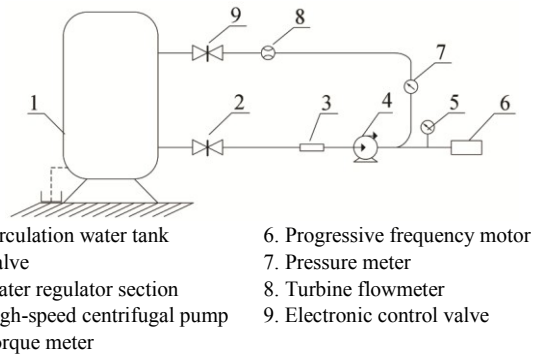 9
8
7
1
2
3
4
5
6
rculation water tank
alve
ater regulator section
gh-speed centrifugal pump
orque meter
6. Progressive frequency motor
7. Pressure meter
8. Turbine flowmeter
9. Electronic control valve